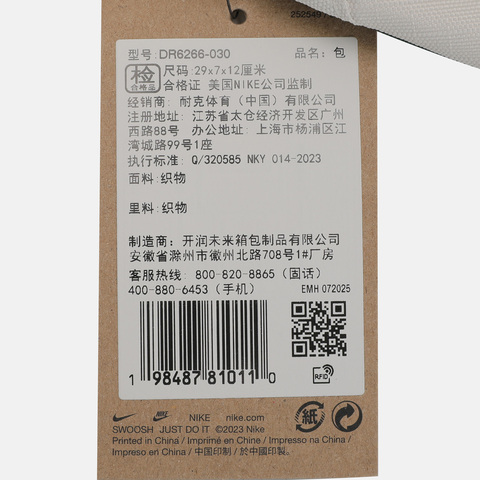 型号: DR6266-030 品名: 包
检 合格品
尺码: 29x7x12厘米
合格证 美国NIKE公司监制
经销商: 耐克体育（中国）有限公司
注册地址: 江苏省太仓经济开发区广州
西路88号 办公地址: 上海市杨浦区江
湾城路99号1座
执行标准: Q/320585 NKY 014-2023
面料: 织物
里料: 织物
制造商: 开润未来箱包制品有限公司
安徽省滁州市徽州北路708号1#厂房
客服热线: 800-820-8865（固话）
400-880-6453（手机）
EMH 072025
1 98487 81011 0
RFID
NIKE nike.com
SWOOSH JUST DO IT ©2023 Nike
Printed in China / Imprimé en Chine / Impresso na China /
中国印制 / 於中國印製。
紙